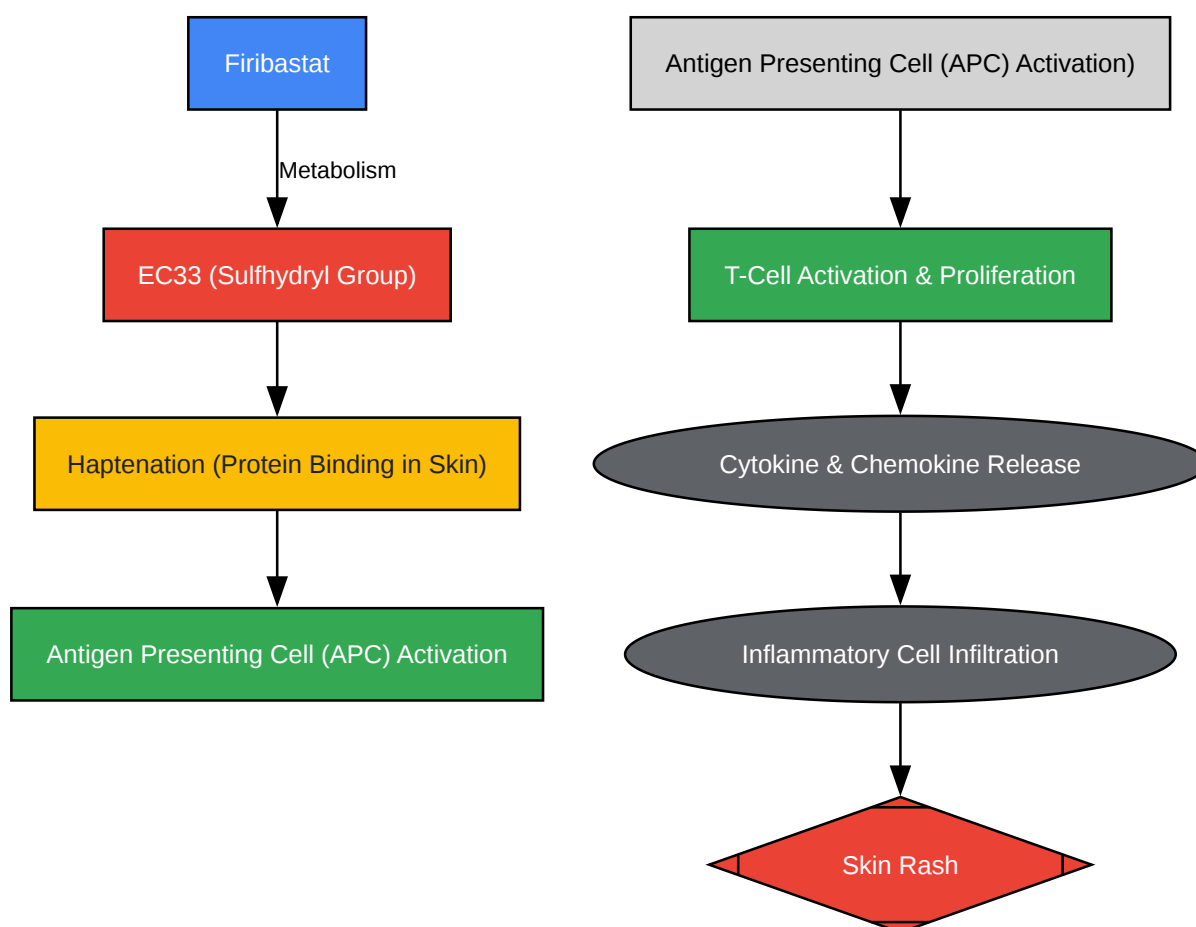 Firibastat
Metabolism
EC33 (Sulfhydryl Group)
Haptenation (Protein Binding in Skin)
Antigen Presenting Cell (APC) Activation
Antigen Presenting Cell (APC) Activation)
T-Cell Activation & Proliferation
Cytokine & Chemokine Release
Inflammatory Cell Infiltration
Skin Rash